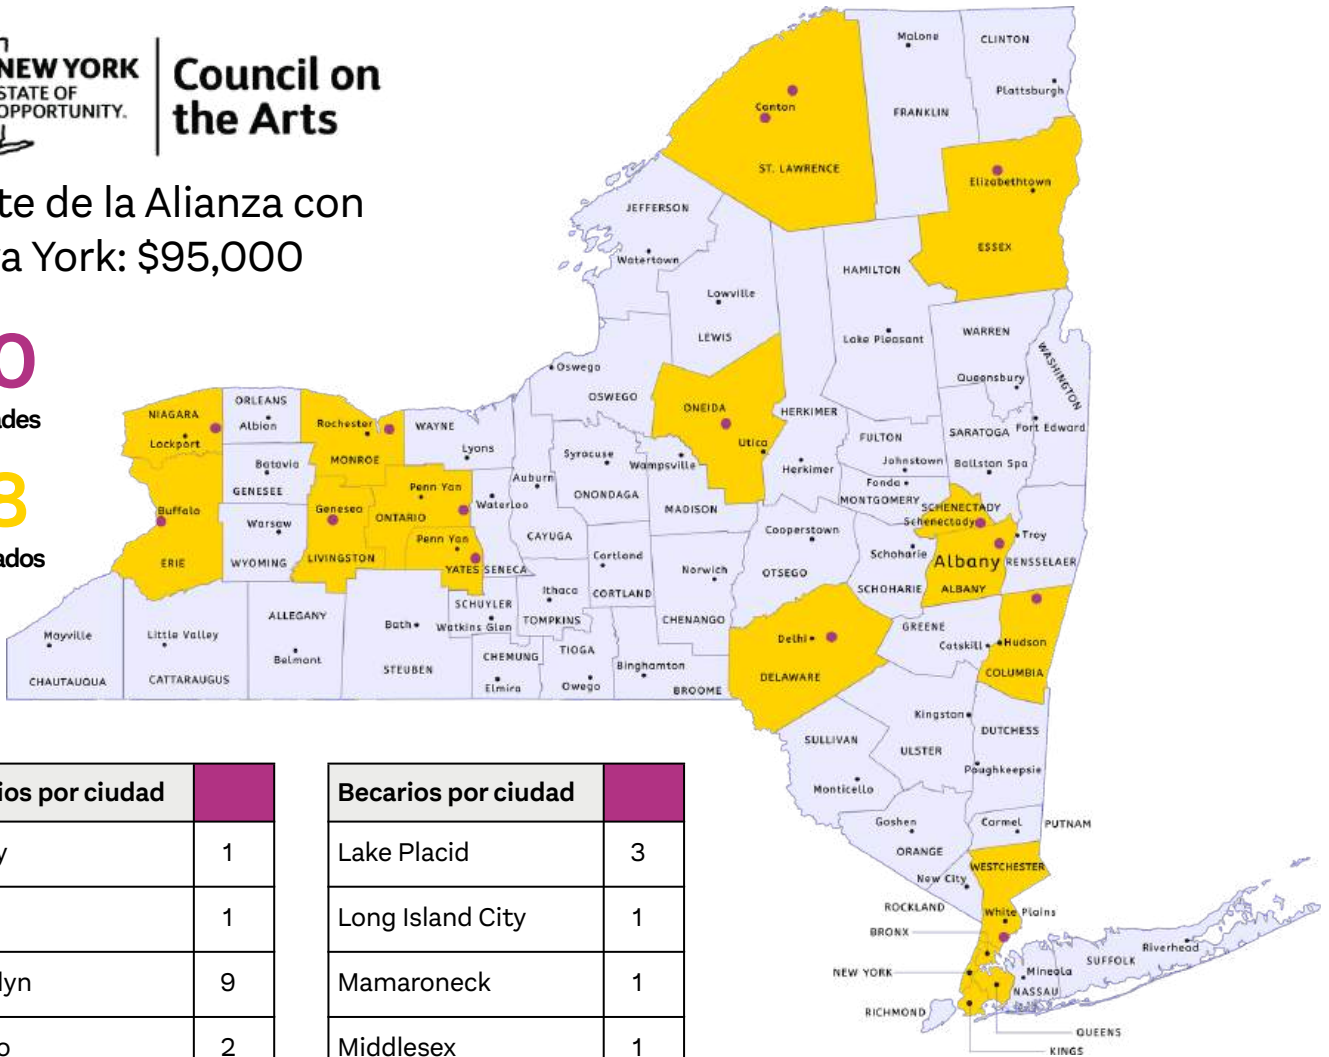 NEW YORK
STATE OF
OPPORTUNITY.
Council on
the Arts
te de la Alianza con
a York: $95,000
0
des
3
ados
Malone
CLINTON
Plattsburgh
FRANKLIN
Canton
ST. LAWRENCE
Elizabethtown
ESSEX
JEFFERSON
Watertown
HAMILTON
Lowville
LEWIS
Lake Pleasant
WARREN
WASHINGTON
Queensbury
Oswego
OSWEGO
ONEIDA
Utica
HERKIMER
Herkimer
FULTON
Johnstown
SARATOGA
Fort Edward
Ballston Spa
Fonda
MONTGOMERY
NIAGARA
Lockport
ORLEANS
Albion
Rochester
MONROE
WAYNE
Lyons
Batavia
GENESEE
Syracuse
Wampsville
Auburn
ONONDAGA
MADISON
Penn Yan
ONTARIO
Waterloo
Buffalo
ERIE
Warsaw
WYOMING
Geneseo
LIVINGSTON
Penn Yan
YATES
SENECA
CAYUGA
Cortland
CORTLAND
Norwich
CHENANGO
Cooperstown
OTSEGO
SCHENECTADY
Schenectady
Schoharie
SCHOHARIE
Albany
ALBANY
Troy
RENSSELAER
ALLEGANY
Belmont
Bath
STEUBEN
SCHUYLER
Watkins Glen
Ithaca
TOMPKINS
Mayville
CHAUTAUQUA
Little Valley
CATTARAUGUS
CHEMUNG
Elmira
TIOGA
Owego
Binghamton
BROOME
Delhi
DELAWARE
GREENE
Catskill
Hudson
COLUMBIA
Kingston
ULSTER
DUTCHESS
Poughkeepsie
SULLIVAN
Monticello
Goshen
ORANGE
Carmel
PUTNAM
WESTCHESTER
New City
ROCKLAND
White Plains
BRONX
NEW YORK
RICHMOND
Mineola
NASSAU
SUFFOLK
Riverhead
QUEENS
KINGS
ios por ciudad
y 1
1
lyn 9
o 2
Becarios por ciudad
Lake Placid 3
Long Island City 1
Mamaroneck 1
Middlesex 1